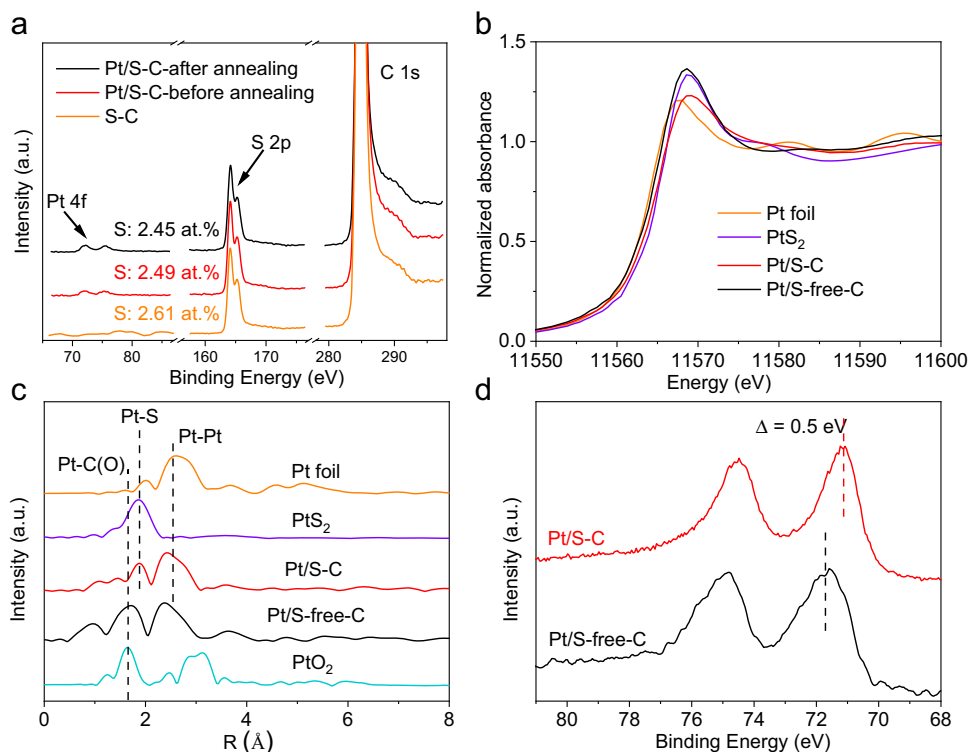 a
Pt/S-C-after annealing
Pt/S-C-before annealing
S-C
C 1s
S 2p
Pt 4f
S: 2.45 at.%
S: 2.49 at.%
S: 2.61 at.%
Intensity (a.u.)
70 80 160 170 280 290
Binding Energy (eV)
b
1.5
1.0
0.5
0.0
Normalized absorbance
Pt foil
PtS₂
Pt/S-C
Pt/S-free-C
11550 11560 11570 11580 11590 11600
Energy (eV)
c
Pt-S
Pt-Pt
Pt-C(O)
Pt foil
PtS₂
Pt/S-C
Pt/S-free-C
PtO₂
Intensity (a.u.)
0 2 4 6 8
R (Å)
d
Δ = 0.5 eV
Pt/S-C
Pt/S-free-C
Intensity (a.u.)
80 78 76 74 72 70 68
Binding Energy (eV)